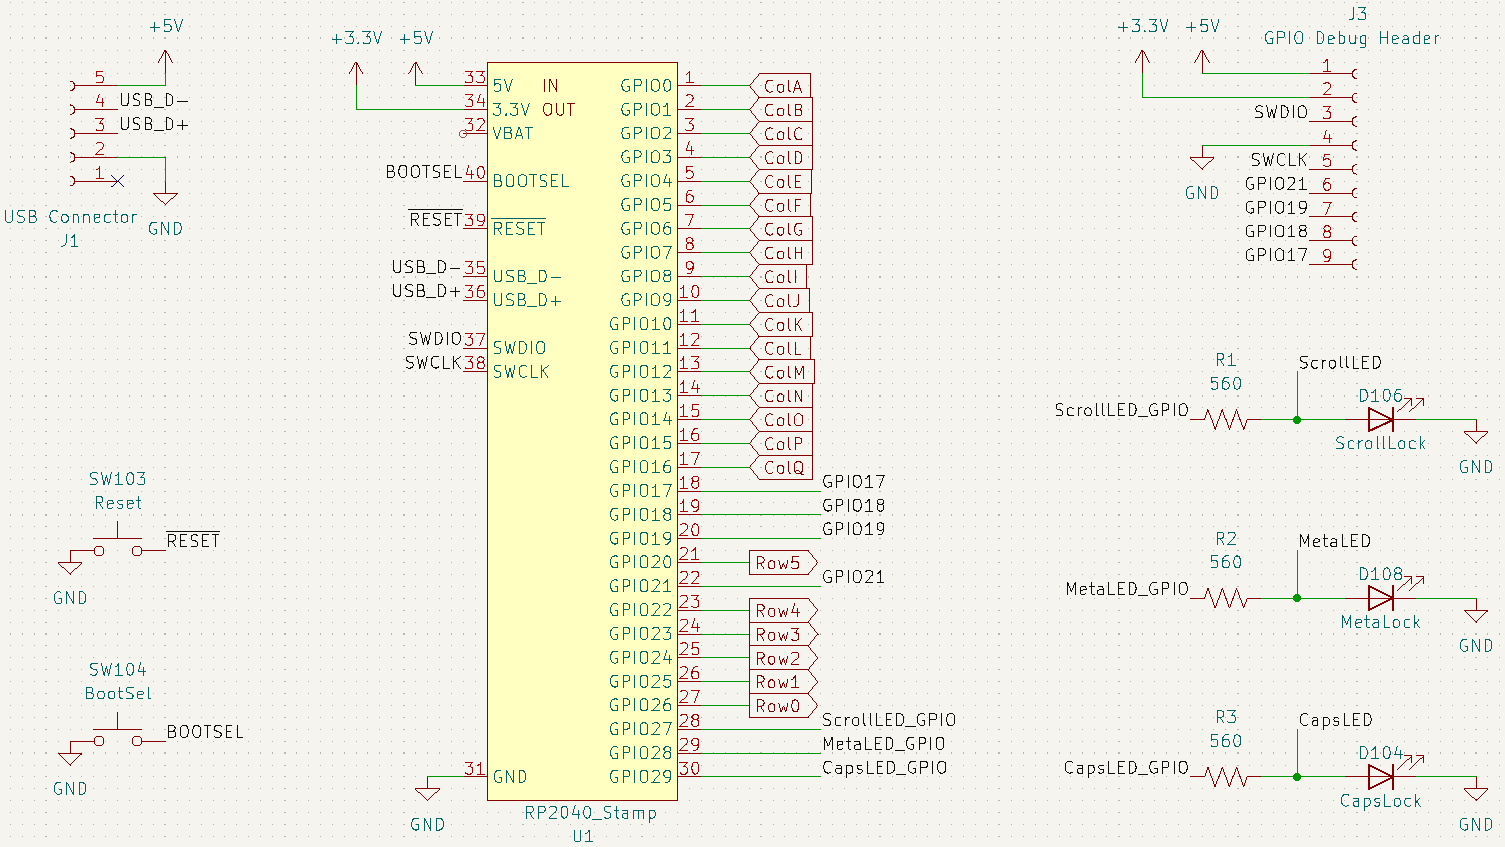 +5V
5
4 USB_D-
3 USB_D+
2
1
USB Connector
J1
GND
+3.3V +5V
33 5V IN
34 3.3V OUT
32 VBAT
BOOTSEL 40 BOOTSEL
RESET 39 RESET
USB_D- 35 USB_D-
USB_D+ 36 USB_D+
SWDIO 37 SWDIO
SWCLK 38 SWCLK
31 GND
GND
GPIO0 1 ColA
GPIO1 2 ColB
GPIO2 3 ColC
GPIO3 4 ColD
GPIO4 5 ColE
GPIO5 6 ColF
GPIO6 7 ColG
GPIO7 8 ColH
GPIO8 9 ColI
GPIO9 10 ColJ
GPIO10 11 ColK
GPIO11 12 ColL
GPIO12 13 ColM
GPIO13 14 ColN
GPIO14 15 ColO
GPIO15 16 ColP
GPIO16 17 ColQ
GPIO17 18 GPIO17
GPIO18 19 GPIO18
GPIO19 20 GPIO19
GPIO20 21 Row5
GPIO21 22 GPIO21
GPIO22 23 Row4
GPIO23 24 Row3
GPIO24 25 Row2
GPIO25 26 Row1
GPIO26 27 Row0
GPIO27 28 ScrollLED_GPIO
GPIO28 29 MetaLED_GPIO
GPIO29 30 CapsLED_GPIO
RP2040_Stamp
U1
SW103
Reset
RESET
GND
SW104
BootSel
BOOTSEL
GND
J3
GPIO Debug Header
+3.3V +5V
1
2
SWDIO 3
4
GND
SWCLK 5
GPIO21 6
GPIO19 7
GPIO18 8
GPIO17 9
R1
560
ScrollLED
ScrollLED_GPIO
D106
ScrollLock
GND
R2
560
MetaLED
MetaLED_GPIO
D108
MetaLock
GND
R3
560
CapsLED
CapsLED_GPIO
D104
CapsLock
GND